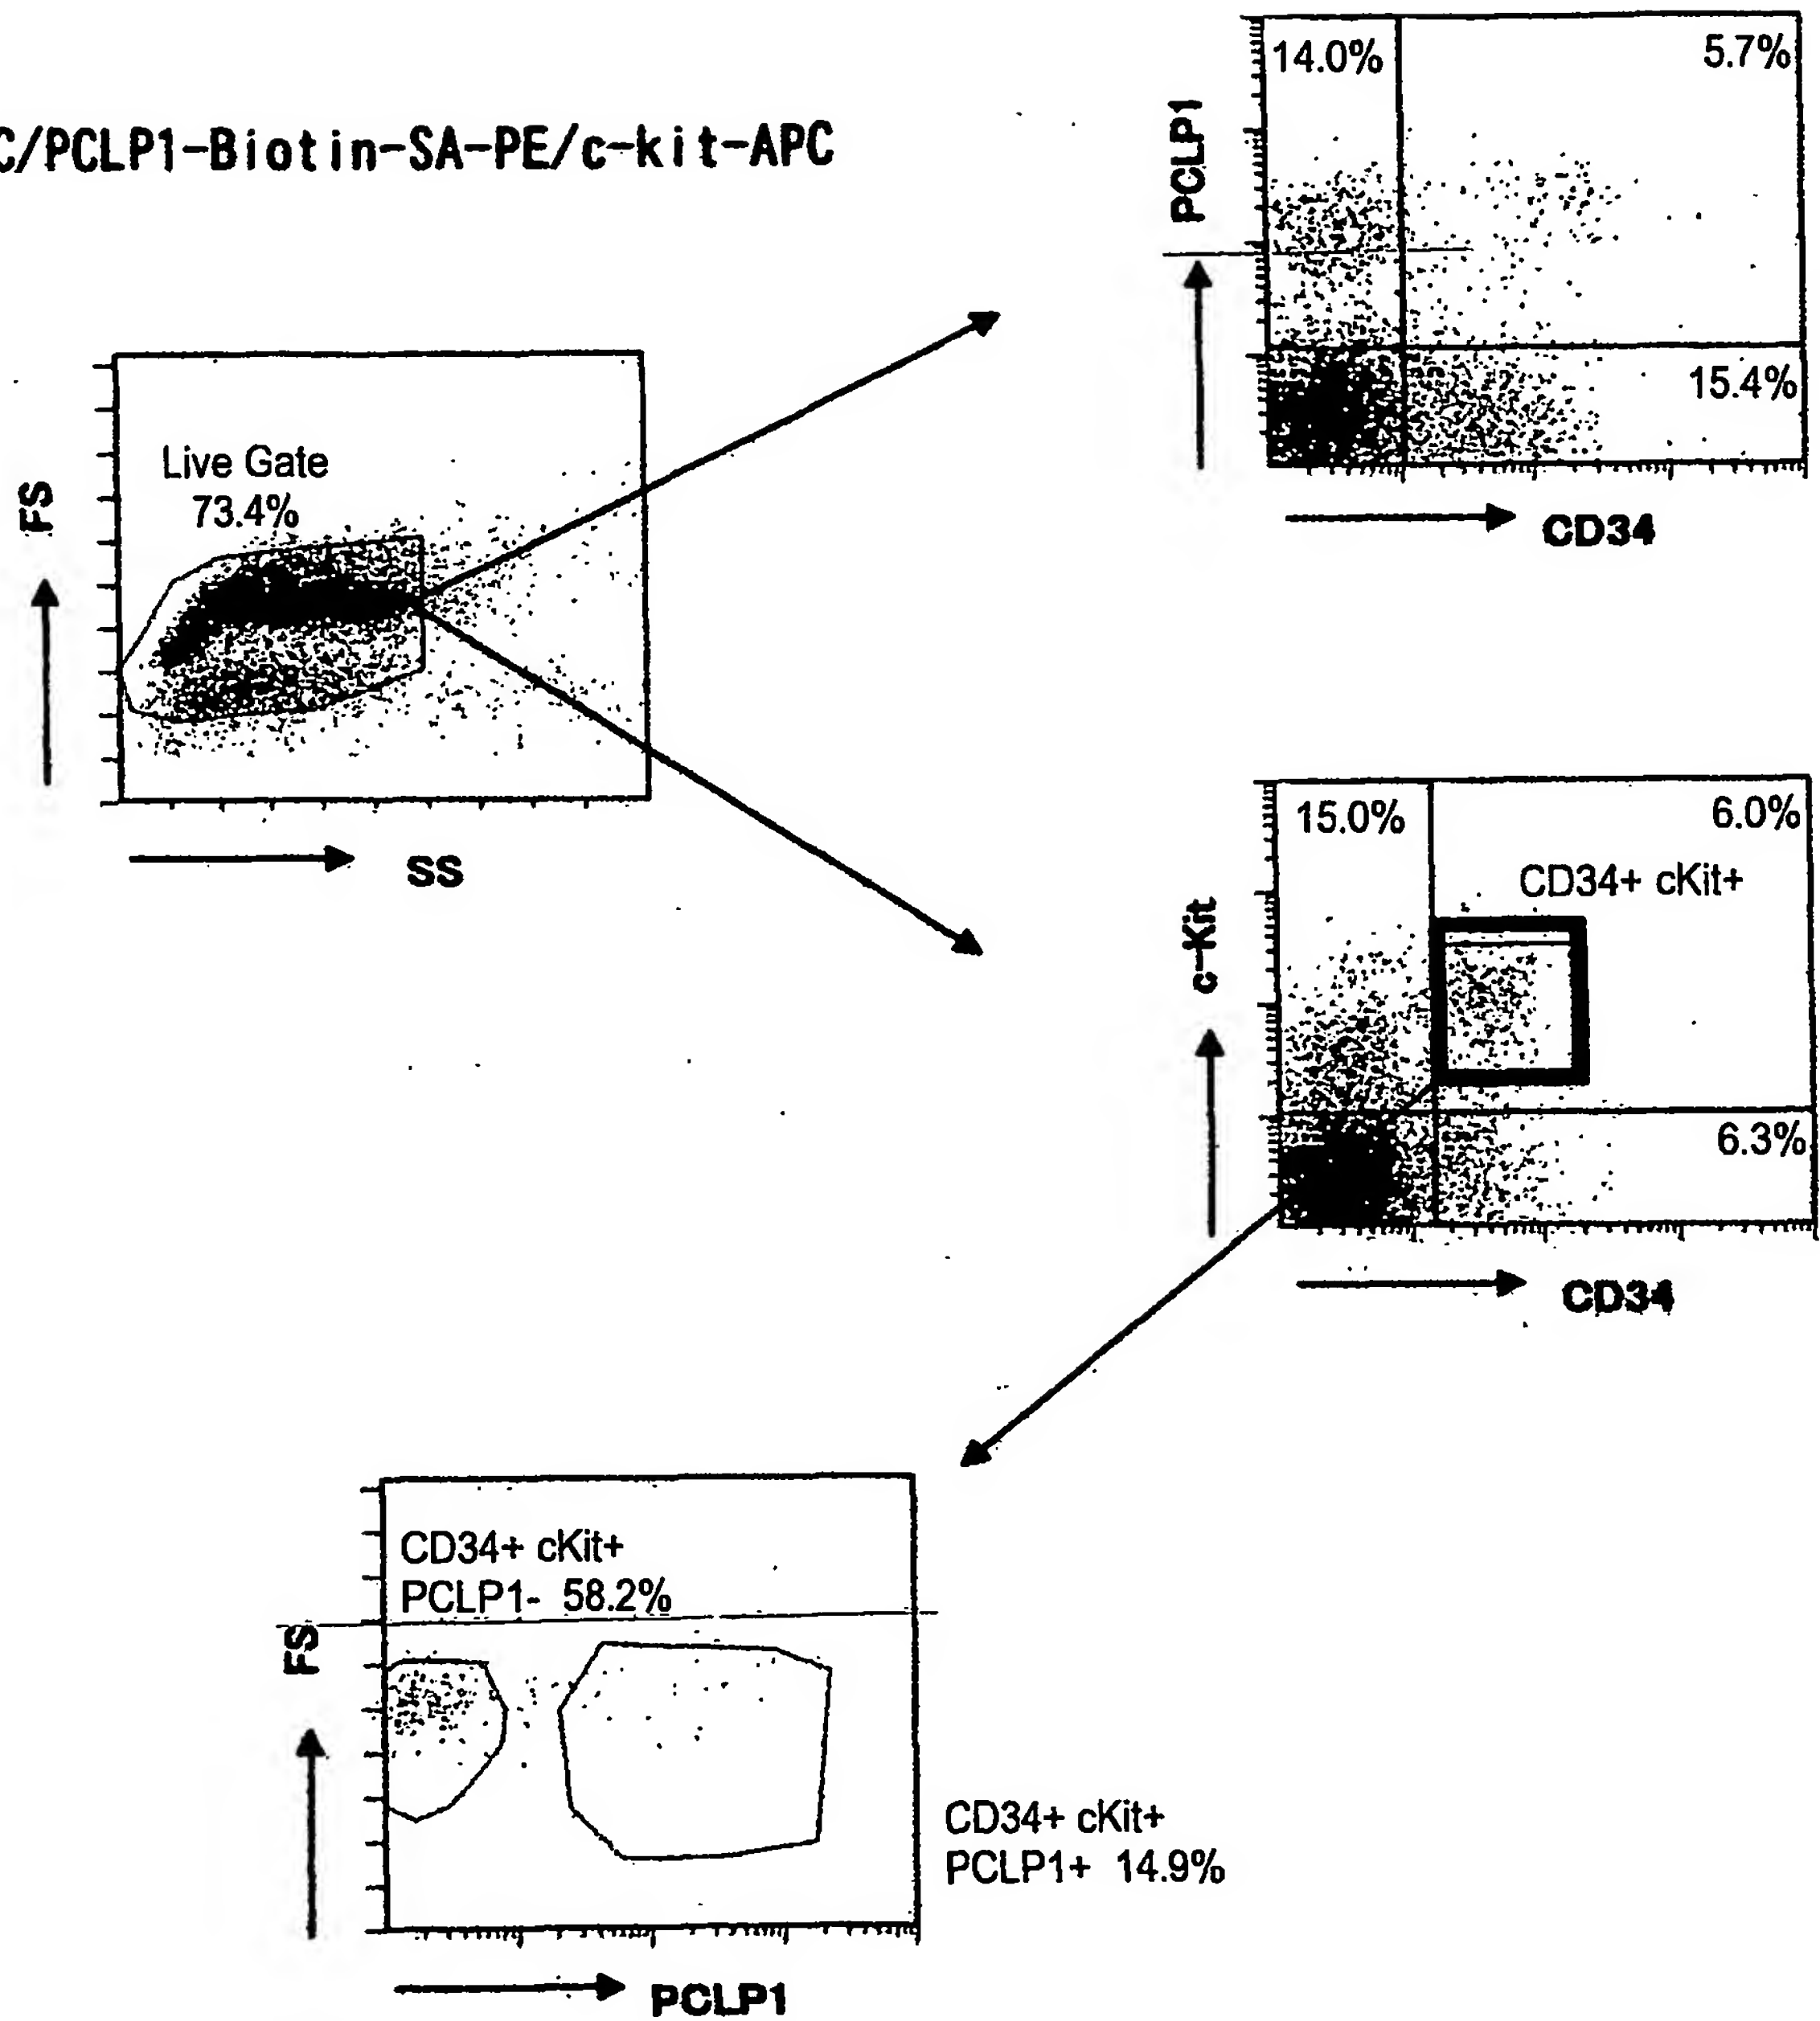 C/PCLP1-Biotin-SA-PE/c-kit-APC
14.0%
5.7%
PCLP1
15.4%
CD34
Live Gate
73.4%
FS
SS
15.0%
6.0%
CD34+ cKit+
c-Kit
6.3%
CD34
CD34+ cKit+
PCLP1- 58.2%
FS
CD34+ cKit+
PCLP1+ 14.9%
PCLP1